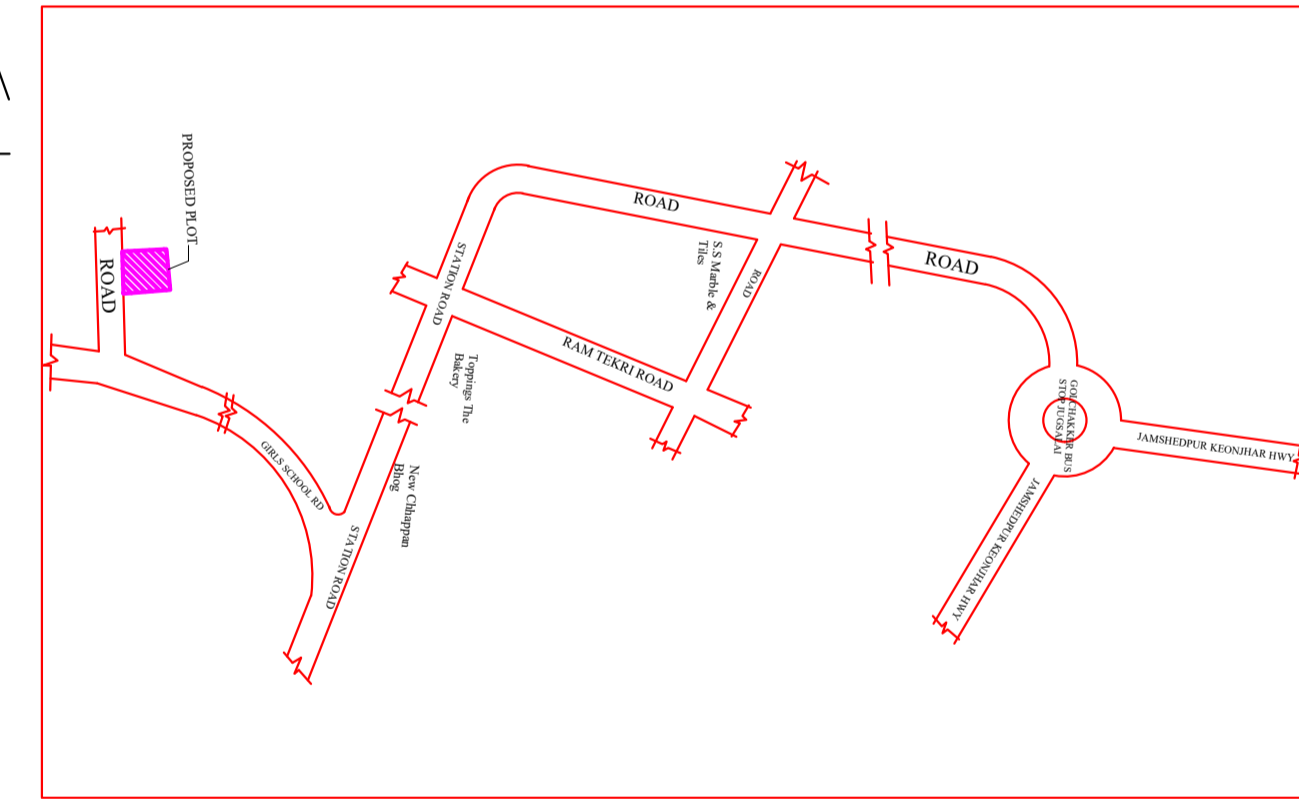 PROPOSED PLOT
ROAD
GIRLS SCHOOL RD
STATION ROAD
New Chhappan
Bhog
Toppings The
Bakery
STATION ROAD
RAM TEKRI ROAD
ROAD
S.S Marble &
Tiles
ROAD
ROAD
GOLCHAKKER BUS
STOP JUGSALAI
JAMSHEDPUR KEONJHAR HWY
JAMSHEDPUR KEONJHAR HWY